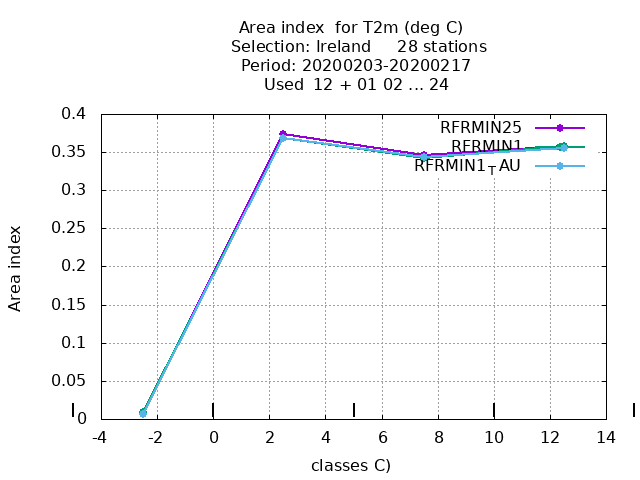 Area index  for T2m (deg C)
Selection: Ireland     28 stations
Period: 20200203-20200217
Used  12 + 01 02 ... 24
RFRMIN25
RFRMIN1
RFRMIN1TAU
0.4
0.35
0.3
0.25
0.2
0.15
0.1
0.05
0
Area index
-4 -2 0 2 4 6 8 10 12 14
classes C)